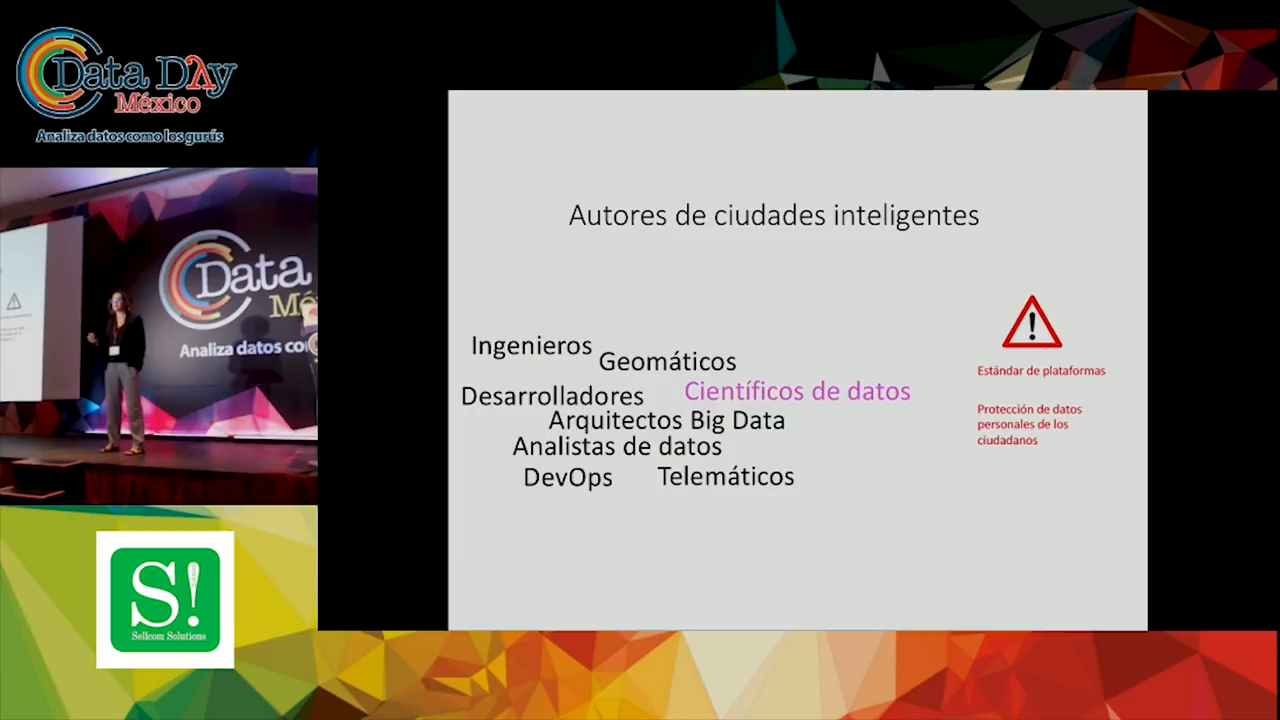 Data Day
México
Analiza datos como los gurús
Autores de ciudades inteligentes
Ingenieros
Geomáticos
Desarrolladores
Científicos de datos
Arquitectos Big Data
Analistas de datos
DevOps
Telemáticos
Estándar de plataformas
Protección de datos
personales de los
ciudadanos
Data
Mé
Analiza datos co
S!
Sellcom Solutions